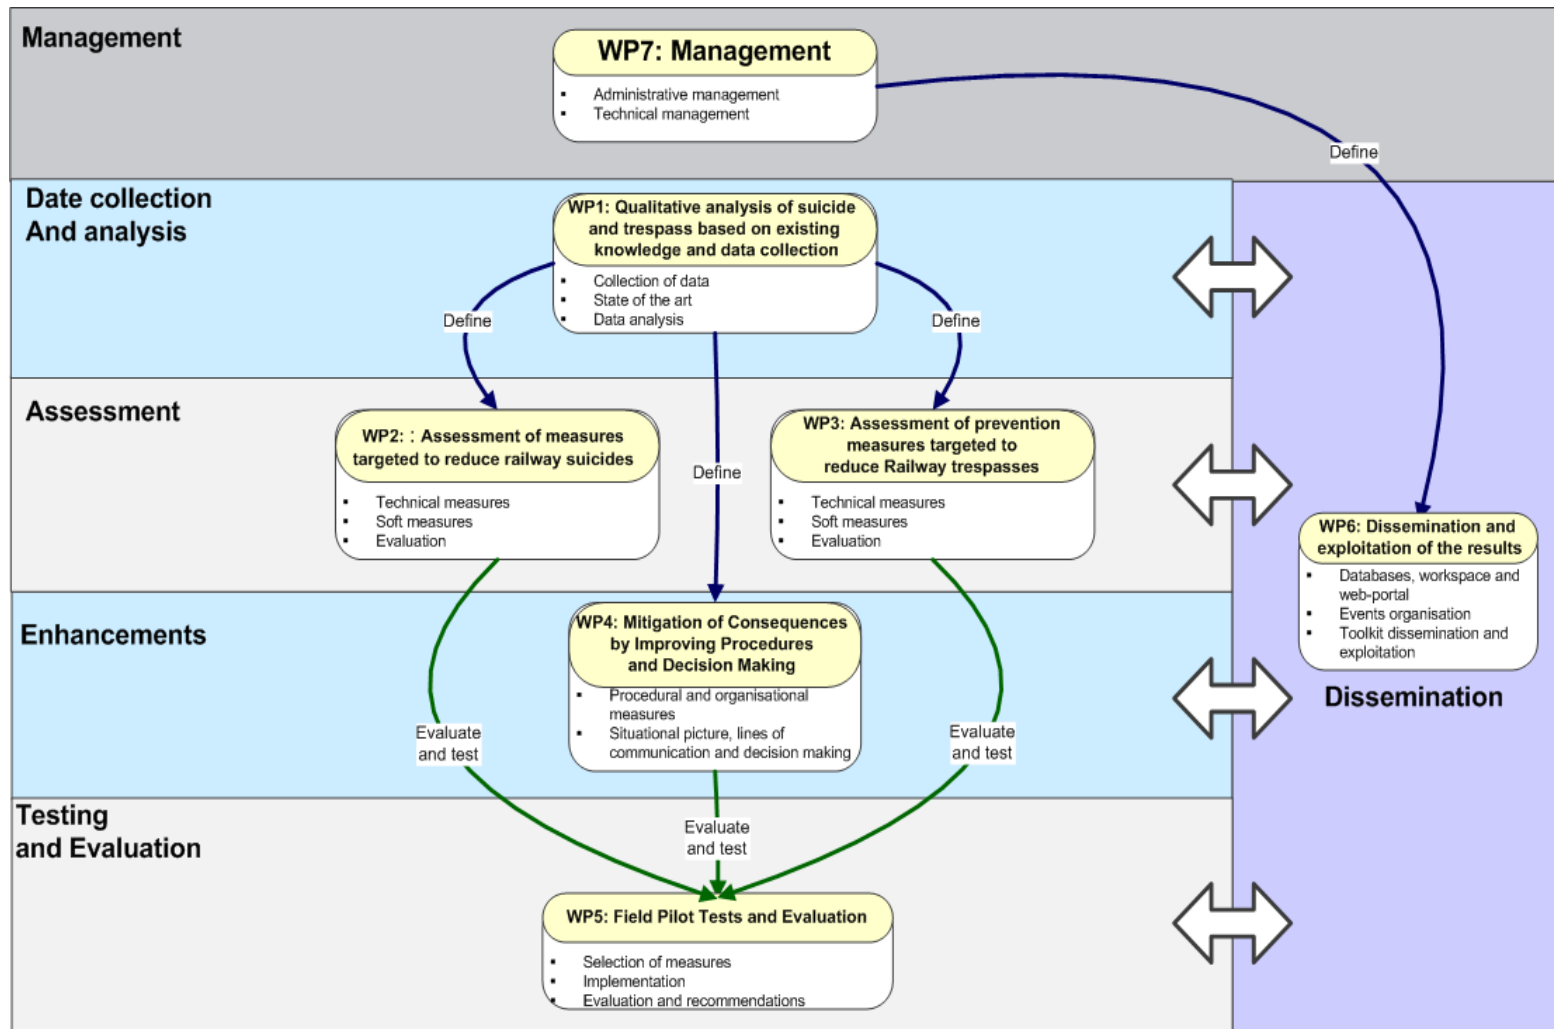 Management
WP7: Management
▪ Administrative management
▪ Technical management
Define
Date collection
And analysis
WP1: Qualitative analysis of suicide
and trespass based on existing
knowledge and data collection
▪ Collection of data
▪ State of the art
▪ Data analysis
Define
Define
Assessment
WP2: : Assessment of measures
targeted to reduce railway suicides
▪ Technical measures
▪ Soft measures
▪ Evaluation
Define
WP3: Assessment of prevention
measures targeted to
reduce Railway trespasses
▪ Technical measures
▪ Soft measures
▪ Evaluation
WP6: Dissemination and
exploitation of the results
▪ Databases, workspace and
web-portal
▪ Events organisation
▪ Toolkit dissemination and
exploitation
Dissemination
Enhancements
WP4: Mitigation of Consequences
by Improving Procedures
and Decision Making
▪ Procedural and organisational
measures
▪ Situational picture, lines of
communication and decision making
Evaluate
and test
Evaluate
and test
Evaluate
and test
Testing
and Evaluation
WP5: Field Pilot Tests and Evaluation
▪ Selection of measures
▪ Implementation
▪ Evaluation and recommendations